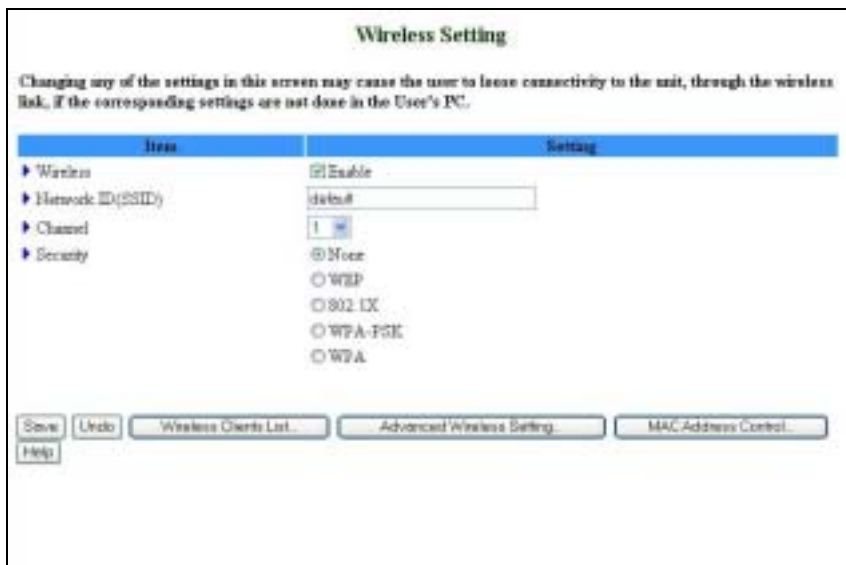 Wireless Setting
Changing any of the settings in this screen may cause the user to loose connectivity to the unit, through the wireless
link, if the corresponding settings are not done in the User's PC.
Item Setting
Wireless Enable
Network ID(SSID) default
Channel 1
Security None
WEP
802.1X
WPA-PSK
WPA
Save Undo Wireless Clients List... Advanced Wireless Setting... MAC Address Control...
Help